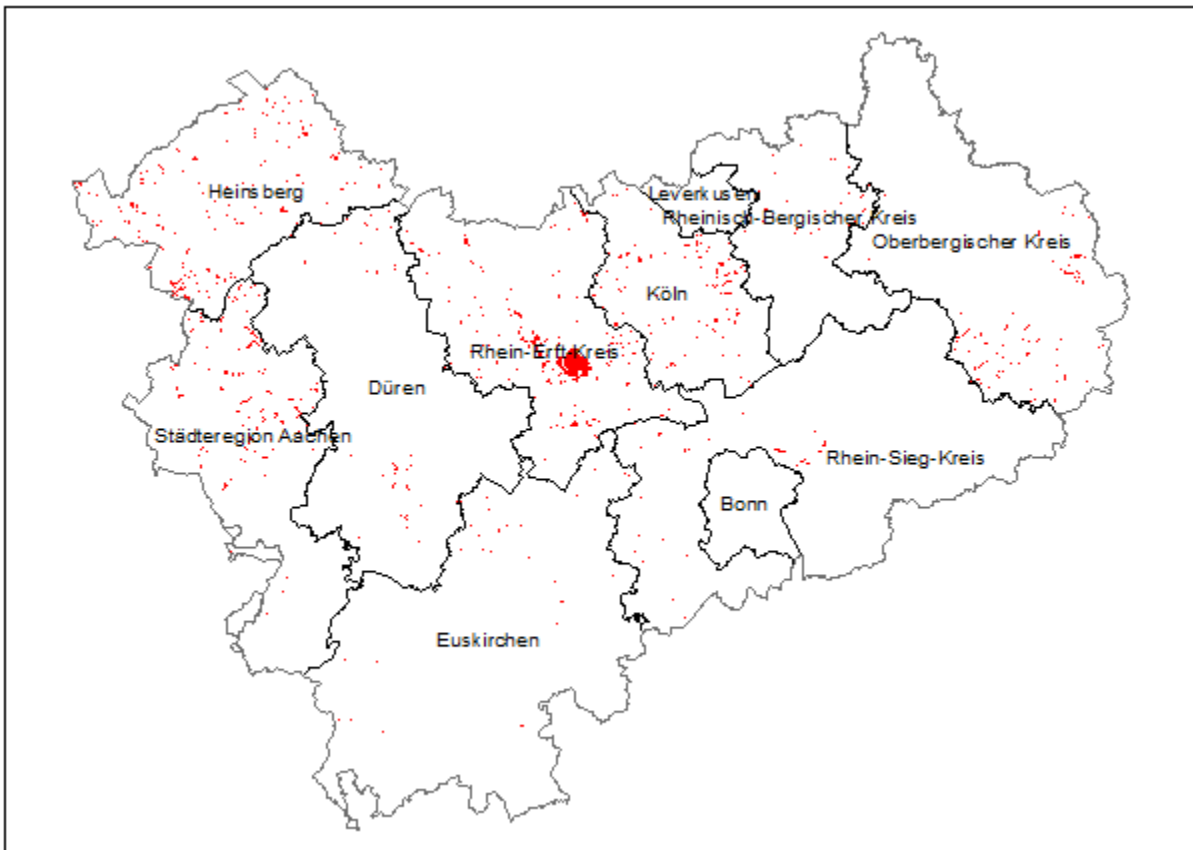 Heinsberg
Leverkusen
Rheinisch-Bergischer Kreis
Oberbergischer Kreis
Köln
Rhein-Erft-Kreis
Düren
Städteregion Aachen
Rhein-Sieg-Kreis
Bonn
Euskirchen